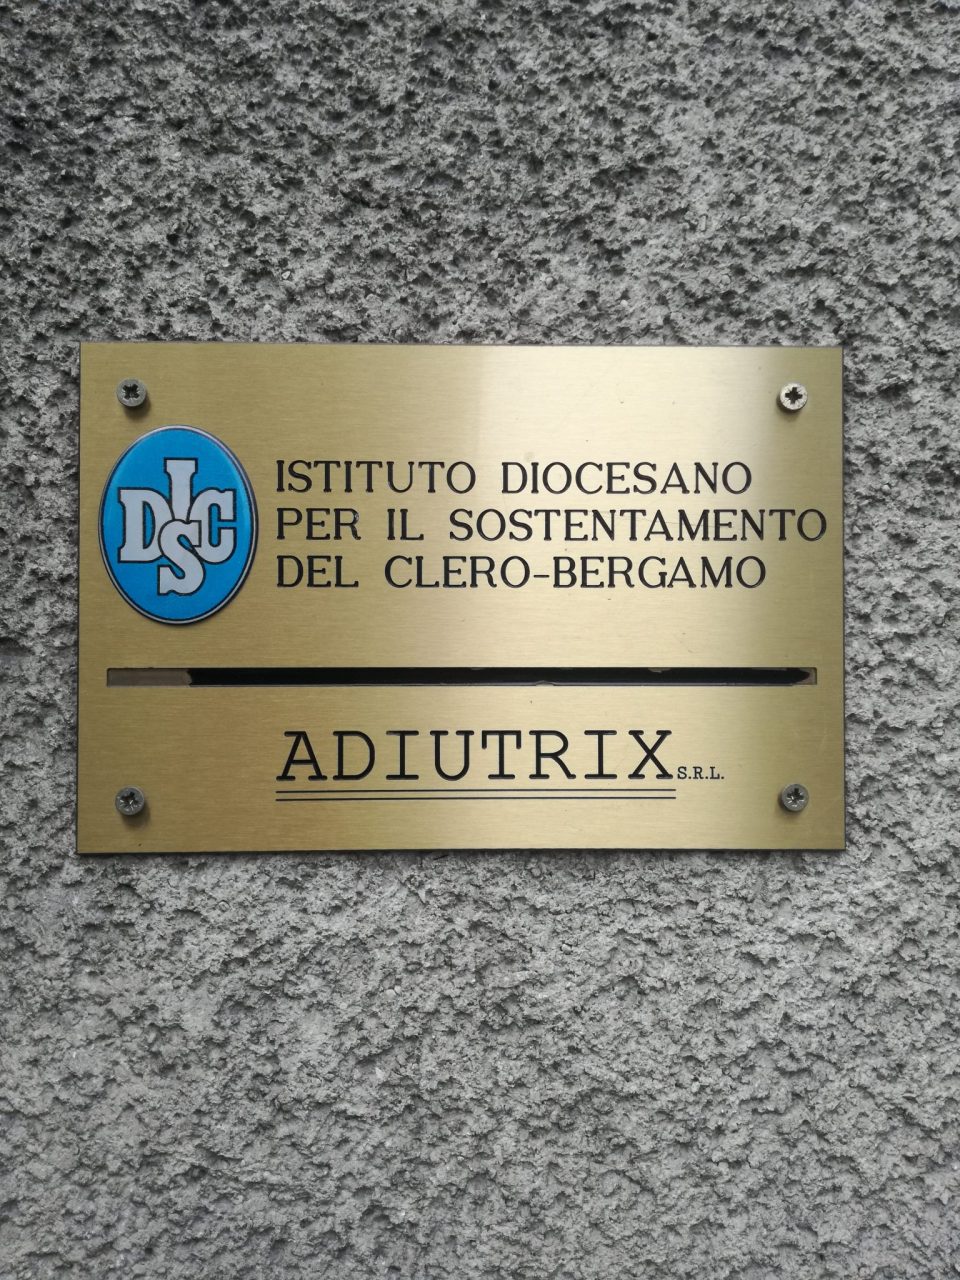 IDSC
ISTITUTO DIOCESANO
PER IL SOSTENTAMENTO
DEL CLERO-BERGAMO
ADIUTRIX S.R.L.